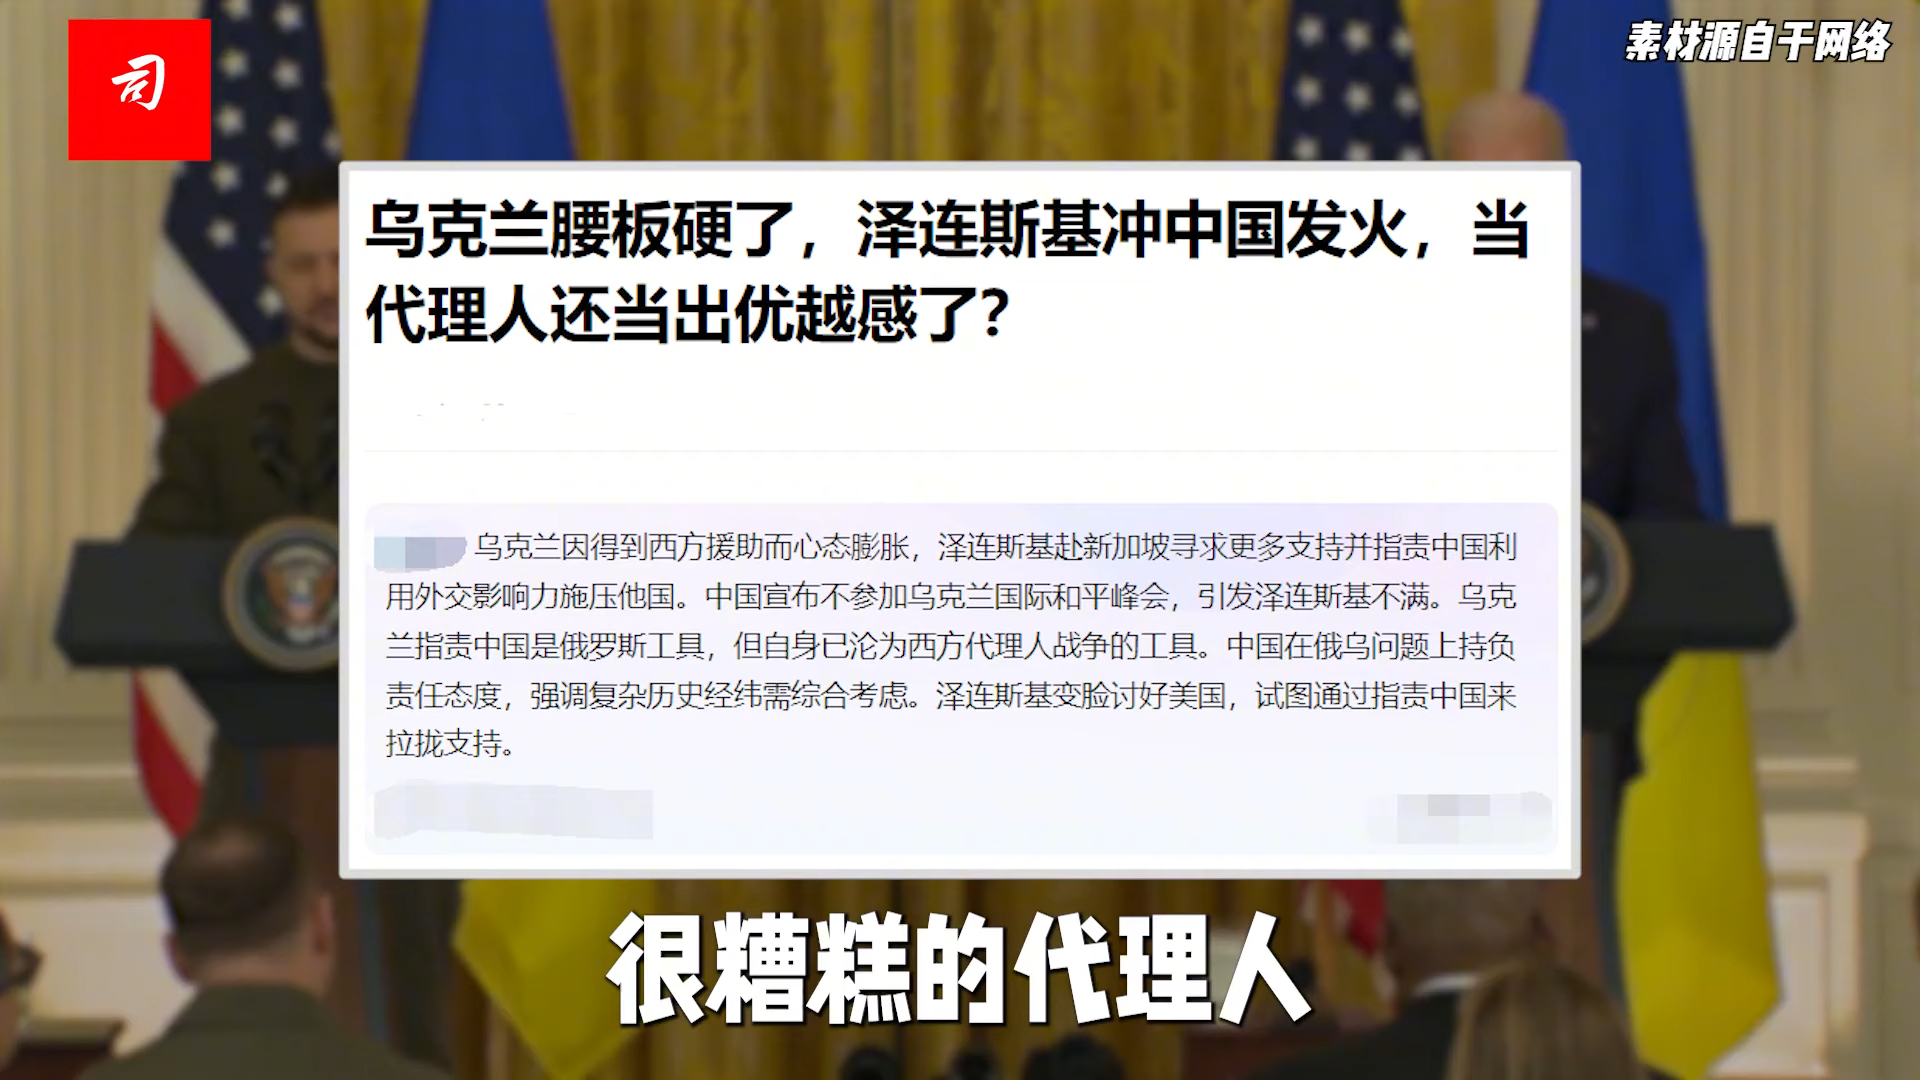 司
素材源自于网络
乌克兰腰板硬了，泽连斯基冲中国发火，当
代理人还当出优越感了？
乌克兰因得到西方援助而心态膨胀，泽连斯基赴新加坡寻求更多支持并指责中国利
用外交影响力施压他国。中国宣布不参加乌克兰国际和平峰会，引发泽连斯基不满。乌克
兰指责中国是俄罗斯工具，但自身已沦为西方代理人战争的工具。中国在俄乌问题上持负
责任态度，强调复杂历史经纬需综合考虑。泽连斯基变脸讨好美国，试图通过指责中国来
拉拢支持。
很糟糕的代理人